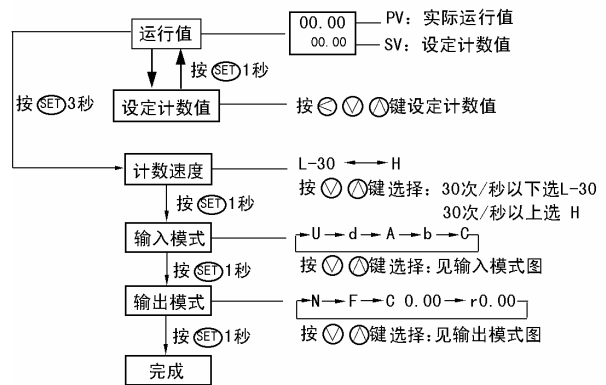 运行值
00.00
00.00
PV：实际运行值
SV：设定计数值
按SET1秒
按SET3秒
设定计数值
按<∨∧键设定计数值
计数速度
L-30 ←→ H
按∨∧键选择：30次/秒以下选L-30
30次/秒以上选 H
按SET1秒
输入模式
U→d→A→b→C
按∨∧键选择：见输入模式图
按SET1秒
输出模式
N→F→C 0.00→r0.00
按∨∧键选择：见输出模式图
按SET1秒
完成